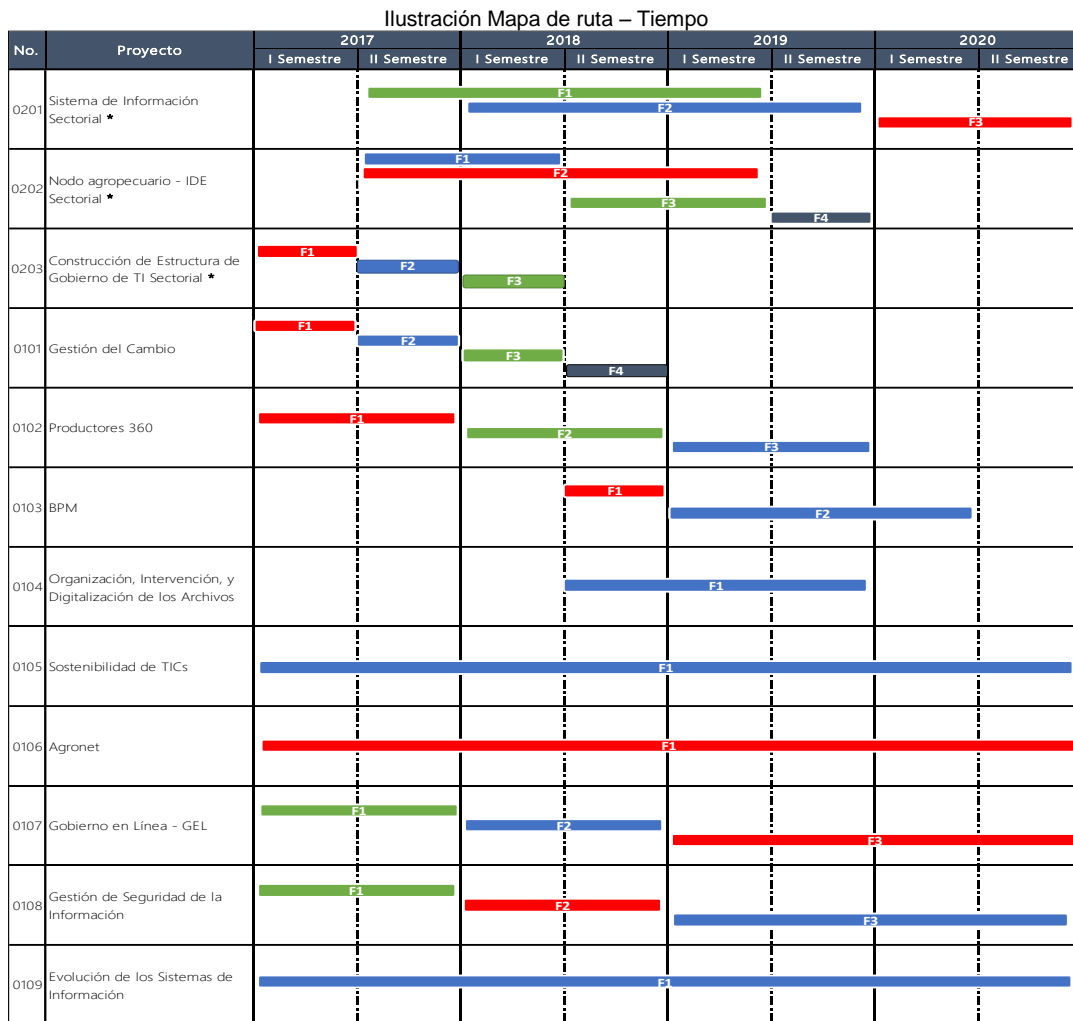 Ilustración Mapa de ruta – Tiempo
No. Proyecto 2017 2018 2019 2020
I Semestre II Semestre I Semestre II Semestre I Semestre II Semestre I Semestre II Semestre
0201 Sistema de Información
Sectorial *
F1
F2
F3
0202 Nodo agropecuario - IDE
Sectorial *
F1
F2
F3
F4
0203 Construcción de Estructura de
Gobierno de TI Sectorial *
F1
F2
F3
0101 Gestión del Cambio
F1
F2
F3
F4
0102 Productores 360
F1
F2
F3
0103 BPM
F1
F2
0104 Organización, Intervención, y
Digitalización de los Archivos
F1
0105 Sostenibilidad de TICs
F1
0106 Agronet
F1
0107 Gobierno en Línea - GEL
F1
F2
F3
0108 Gestión de Seguridad de la
Información
F1
F2
F3
0109 Evolución de los Sistemas de
Información
F1